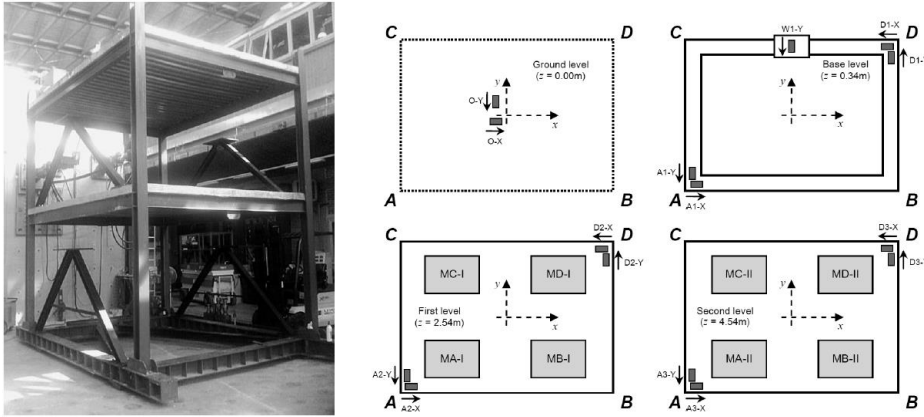 C
D
Ground level
(z = 0.00m)
y
O-Y
x
O-X
A
B
C
W1-Y
D1-X
D
D1-Y
Base level
(z = 0.34m)
y
x
A1-Y
A
A1-X
B
C
D2-X
D
MC-I
MD-I
D2-Y
y
First level
(z = 2.54m)
x
MA-I
MB-I
A2-Y
A
A2-X
B
C
D3-X
D
MC-II
MD-II
D3-Y
y
Second level
(z = 4.54m)
x
MA-II
MB-II
A3-Y
A
A3-X
B